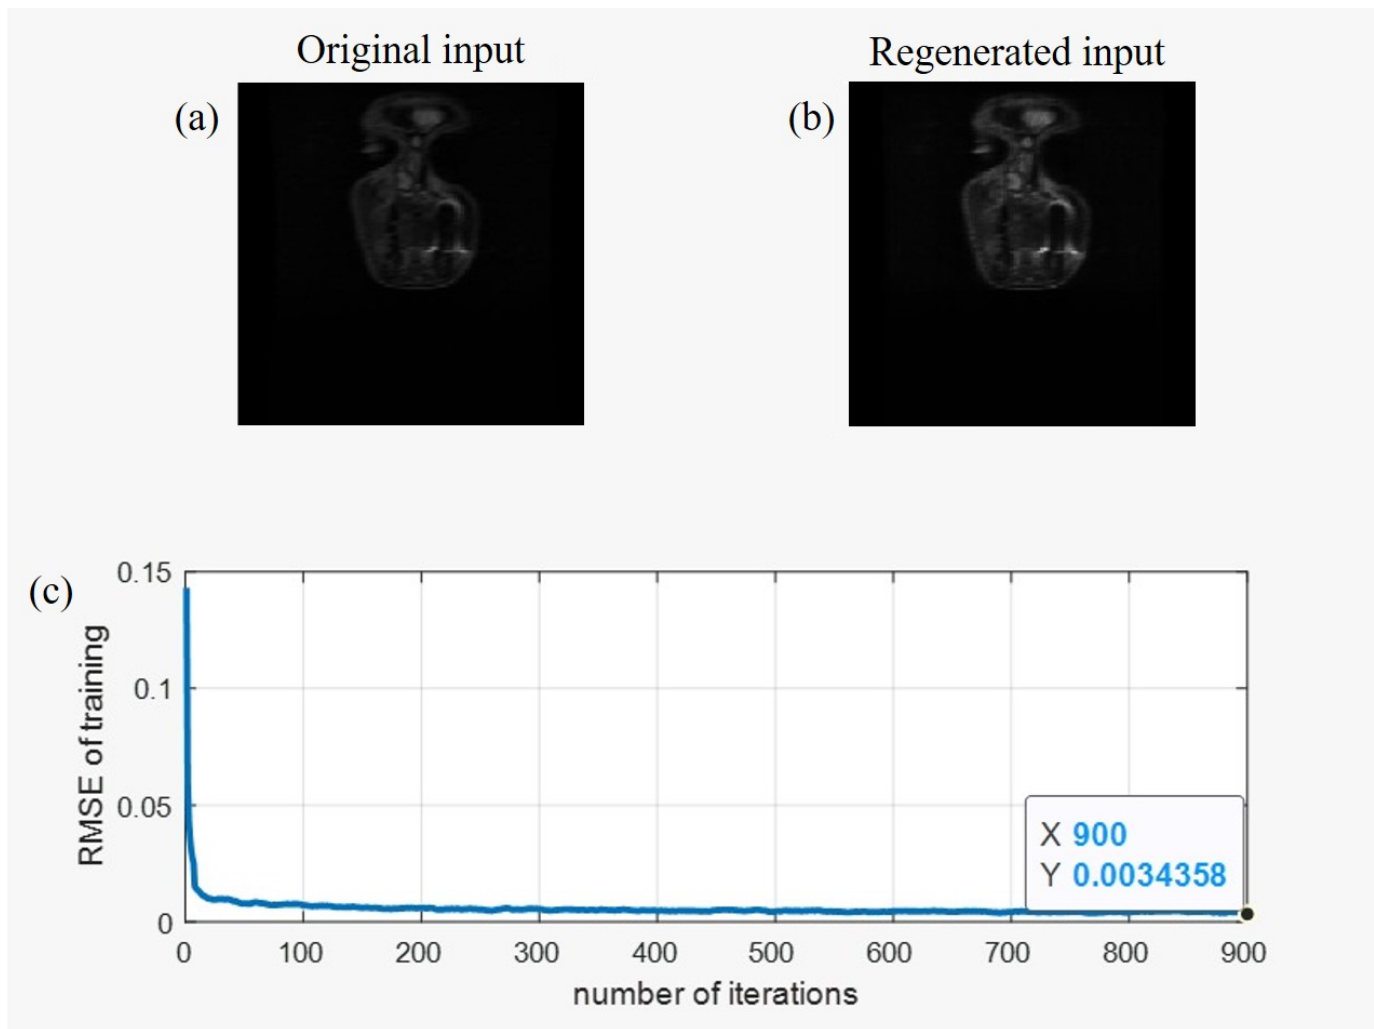 Original input
Regenerated input
(a)
(b)
(c)
0.15
0.1
0.05
0
RMSE of training
X 900
Y 0.0034358
0 100 200 300 400 500 600 700 800 900
number of iterations